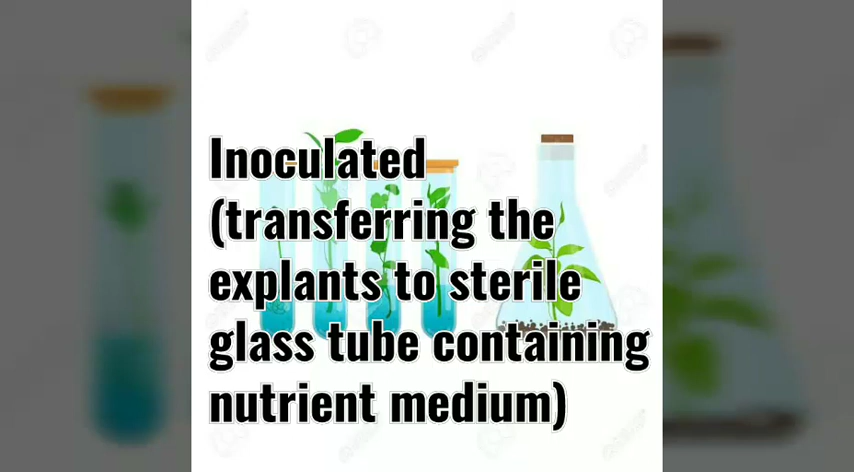 Inoculated
(transferring the
explants to sterile
glass tube containing
nutrient medium)